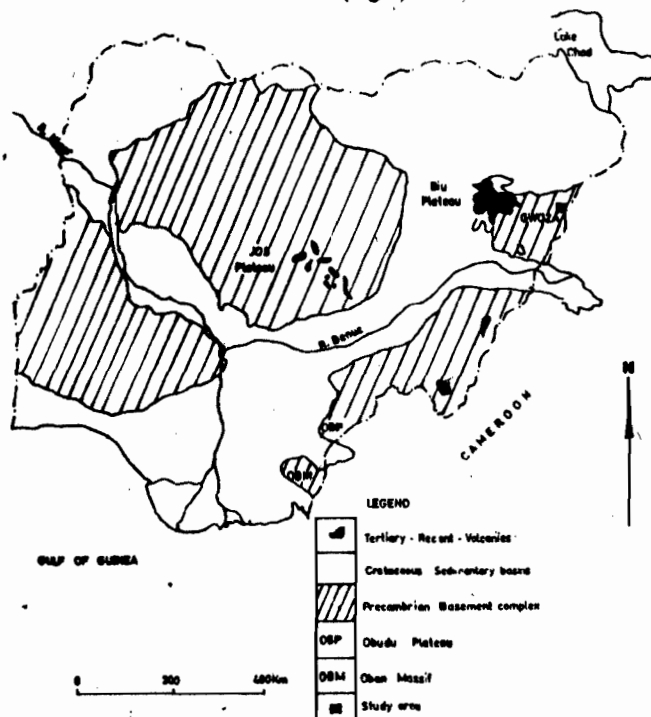 Lake
Chad
Biu
Plateau
GWOZA
JOS
Plateau
R. Benue
N
OBP
CAMEROON
OBM
LEGEND
GULF OF GUINEA
Tertiary - Recent - Volcanics
Cretaceous Sedimentary basins
Precambrian Basement complex
OBP Obudu Plateau
OBM Oban Massif
Study area
0 200 400Km